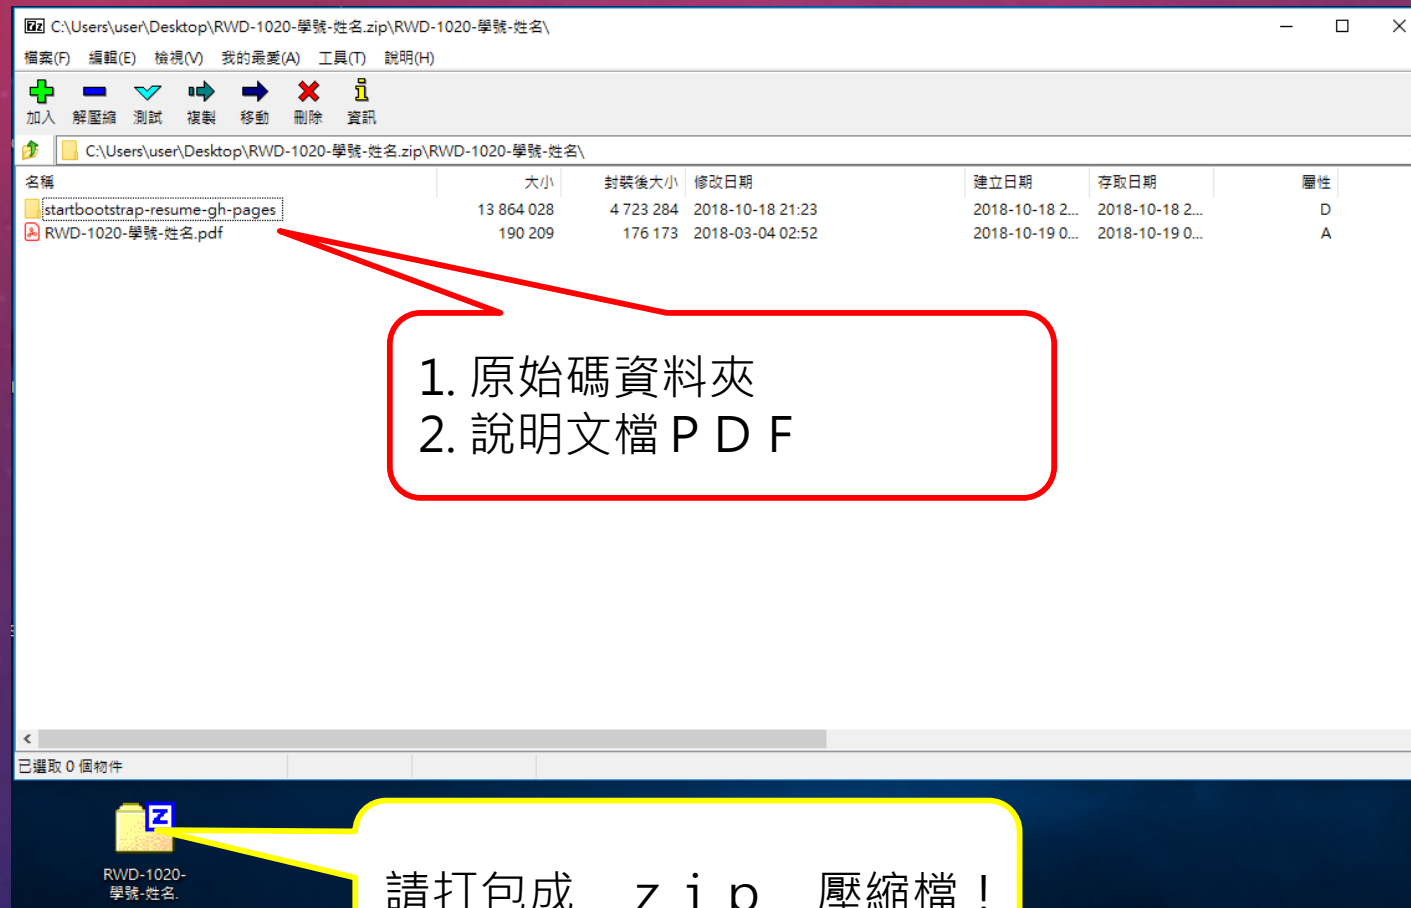 C:\Users\user\Desktop\RWD-1020-學號-姓名.zip\RWD-1020-學號-姓名\
檔案(F) 編輯(E) 檢視(V) 我的最愛(A) 工具(T) 說明(H)
加入 解壓縮 測試 複製 移動 刪除 資訊
C:\Users\user\Desktop\RWD-1020-學號-姓名.zip\RWD-1020-學號-姓名\
名稱 大小 封裝後大小 修改日期 建立日期 存取日期 屬性
startbootstrap-resume-gh-pages 13 864 028 4 723 284 2018-10-18 21:23 2018-10-18 2... 2018-10-18 2... D
RWD-1020-學號-姓名.pdf 190 209 176 173 2018-03-04 02:52 2018-10-19 0... 2018-10-19 0... A
1. 原始碼資料夾
2. 說明文檔ＰＤＦ
已選取 0 個物件
RWD-1020-
學號-姓名.
請打包成　ｚｉｐ　壓縮檔！